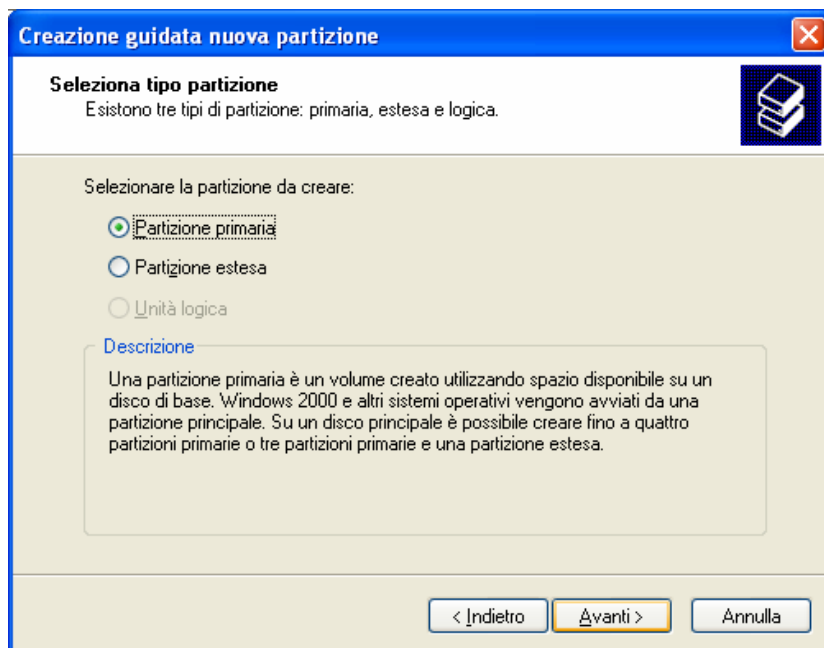 Creazione guidata nuova partizione
Seleziona tipo partizione
Esistono tre tipi di partizione: primaria, estesa e logica.
Selezionare la partizione da creare:
Partizione primaria
Partizione estesa
Unità logica
Descrizione
Una partizione primaria è un volume creato utilizzando spazio disponibile su un
disco di base. Windows 2000 e altri sistemi operativi vengono avviati da una
partizione principale. Su un disco principale è possibile creare fino a quattro
partizioni primarie o tre partizioni primarie e una partizione estesa.
< Indietro
Avanti >
Annulla